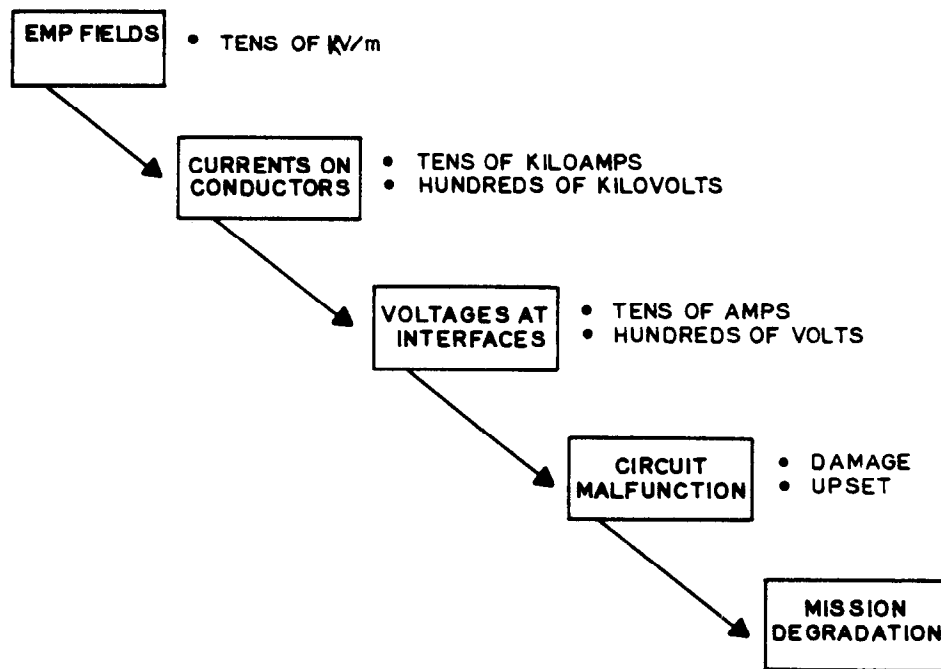 EMP FIELDS
• TENS OF KV/m
CURRENTS ON
CONDUCTORS
• TENS OF KILOAMPS
• HUNDREDS OF KILOVOLTS
VOLTAGES AT
INTERFACES
• TENS OF AMPS
• HUNDREDS OF VOLTS
CIRCUIT
MALFUNCTION
• DAMAGE
• UPSET
MISSION
DEGRADATION